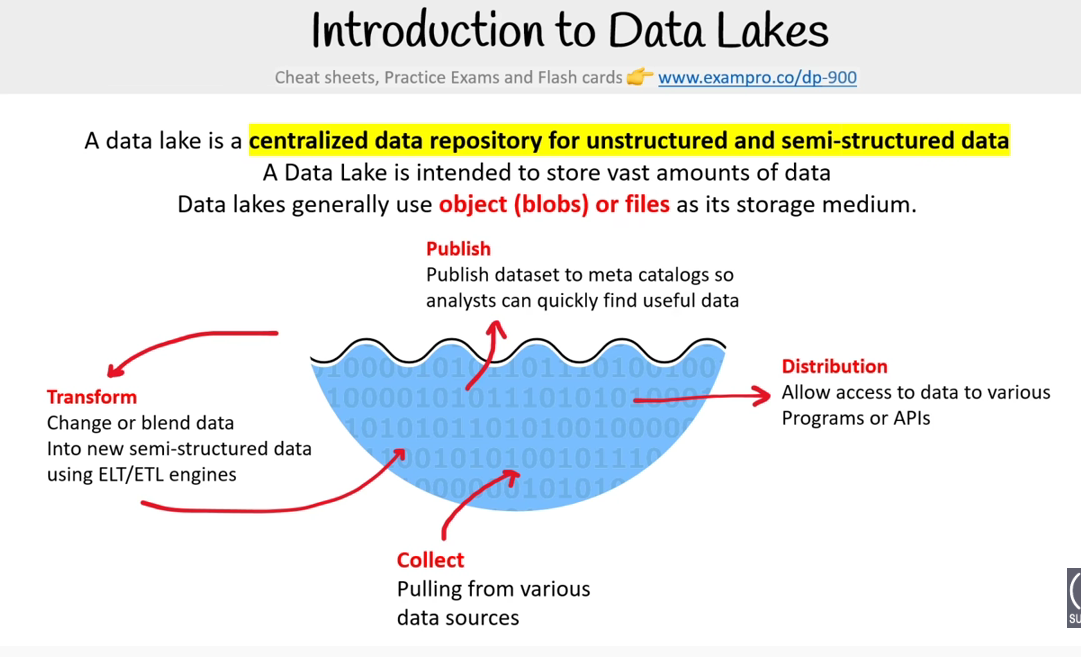 Introduction to Data Lakes
Cheat sheets, Practice Exams and Flash cards 👉 www.exampro.co/dp-900
A data lake is a centralized data repository for unstructured and semi-structured data
A Data Lake is intended to store vast amounts of data
Data lakes generally use object (blobs) or files as its storage medium.
Publish
Publish dataset to meta catalogs so
analysts can quickly find useful data
Distribution
Allow access to data to various
Programs or APIs
Transform
Change or blend data
Into new semi-structured data
using ELT/ETL engines
Collect
Pulling from various
data sources